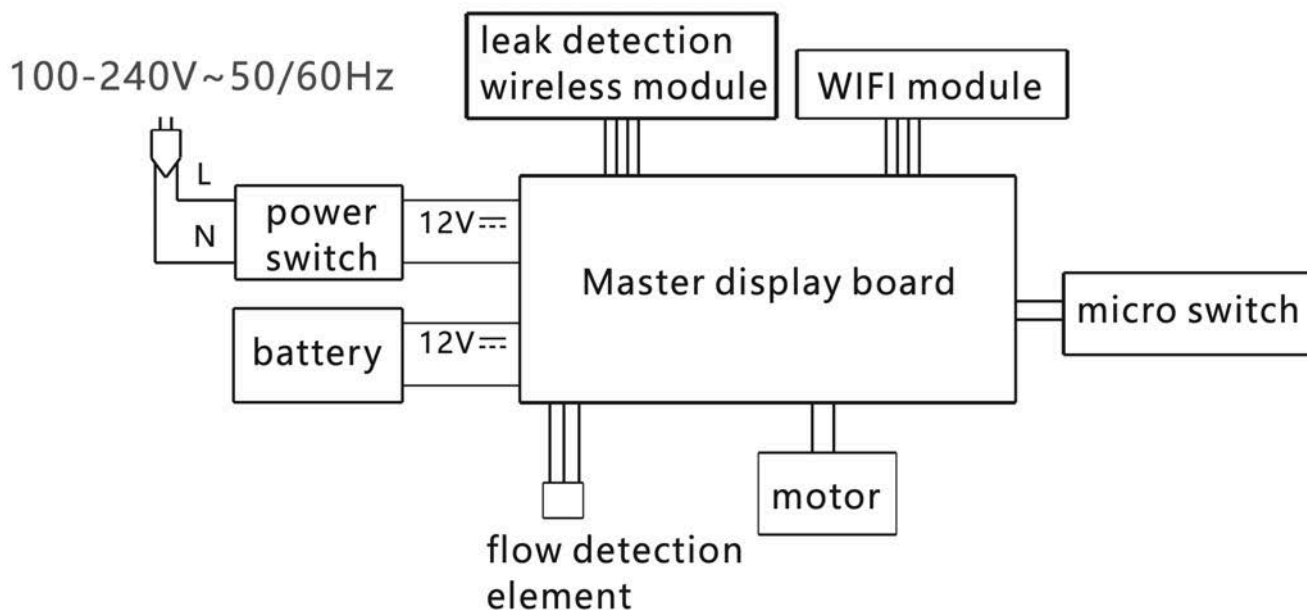 leak detection
wireless module
WIFI module
100-240V~50/60Hz
L
N
power
switch
12V⎓
Master display board
micro switch
battery
12V⎓
motor
flow detection
element